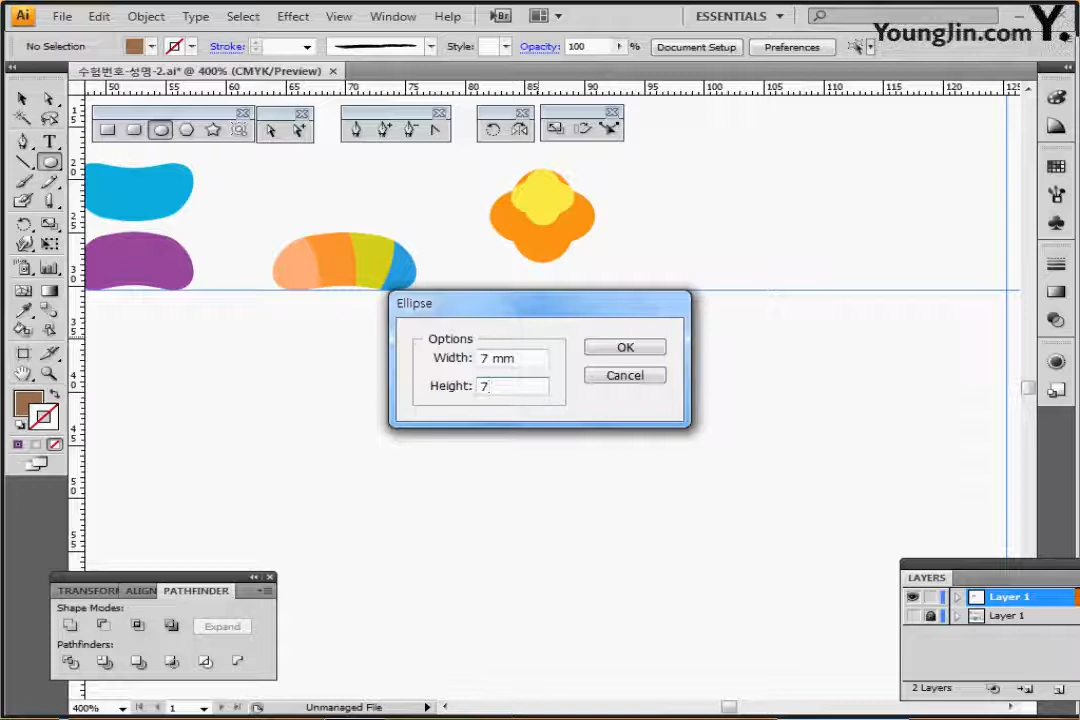 Ai File Edit Object Type Select Effect View Window Help Br ESSENTIALS
YoungJin.com Y.
No Selection Stroke: Style: Opacity: 100 % Document Setup Preferences
수험번호-성명-2.ai* @ 400% (CMYK/Preview) ×
50 55 60 65 70 75 80 85 90 95 100 105 110 115 120 125
Ellipse
Options
Width: 7 mm
Height: 7
OK
Cancel
TRANSFORM ALIGN PATHFINDER
Shape Modes:
Expand
Pathfinders:
LAYERS
Layer 1
Layer 1
2 Layers
400% 1 Unmanaged File